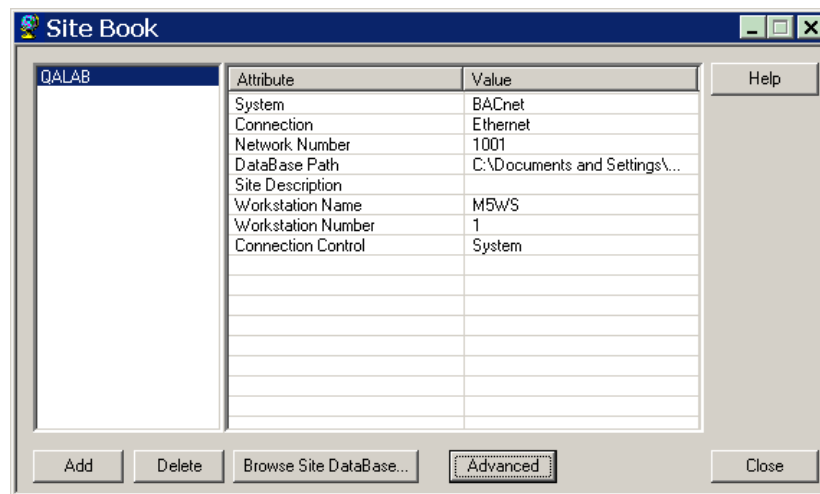 Site Book
QALAB
Attribute Value
System BACnet
Connection Ethernet
Network Number 1001
DataBase Path C:\Documents and Settings\...
Site Description
Workstation Name M5WS
Workstation Number 1
Connection Control System
Help
Add Delete Browse Site DataBase... Advanced Close